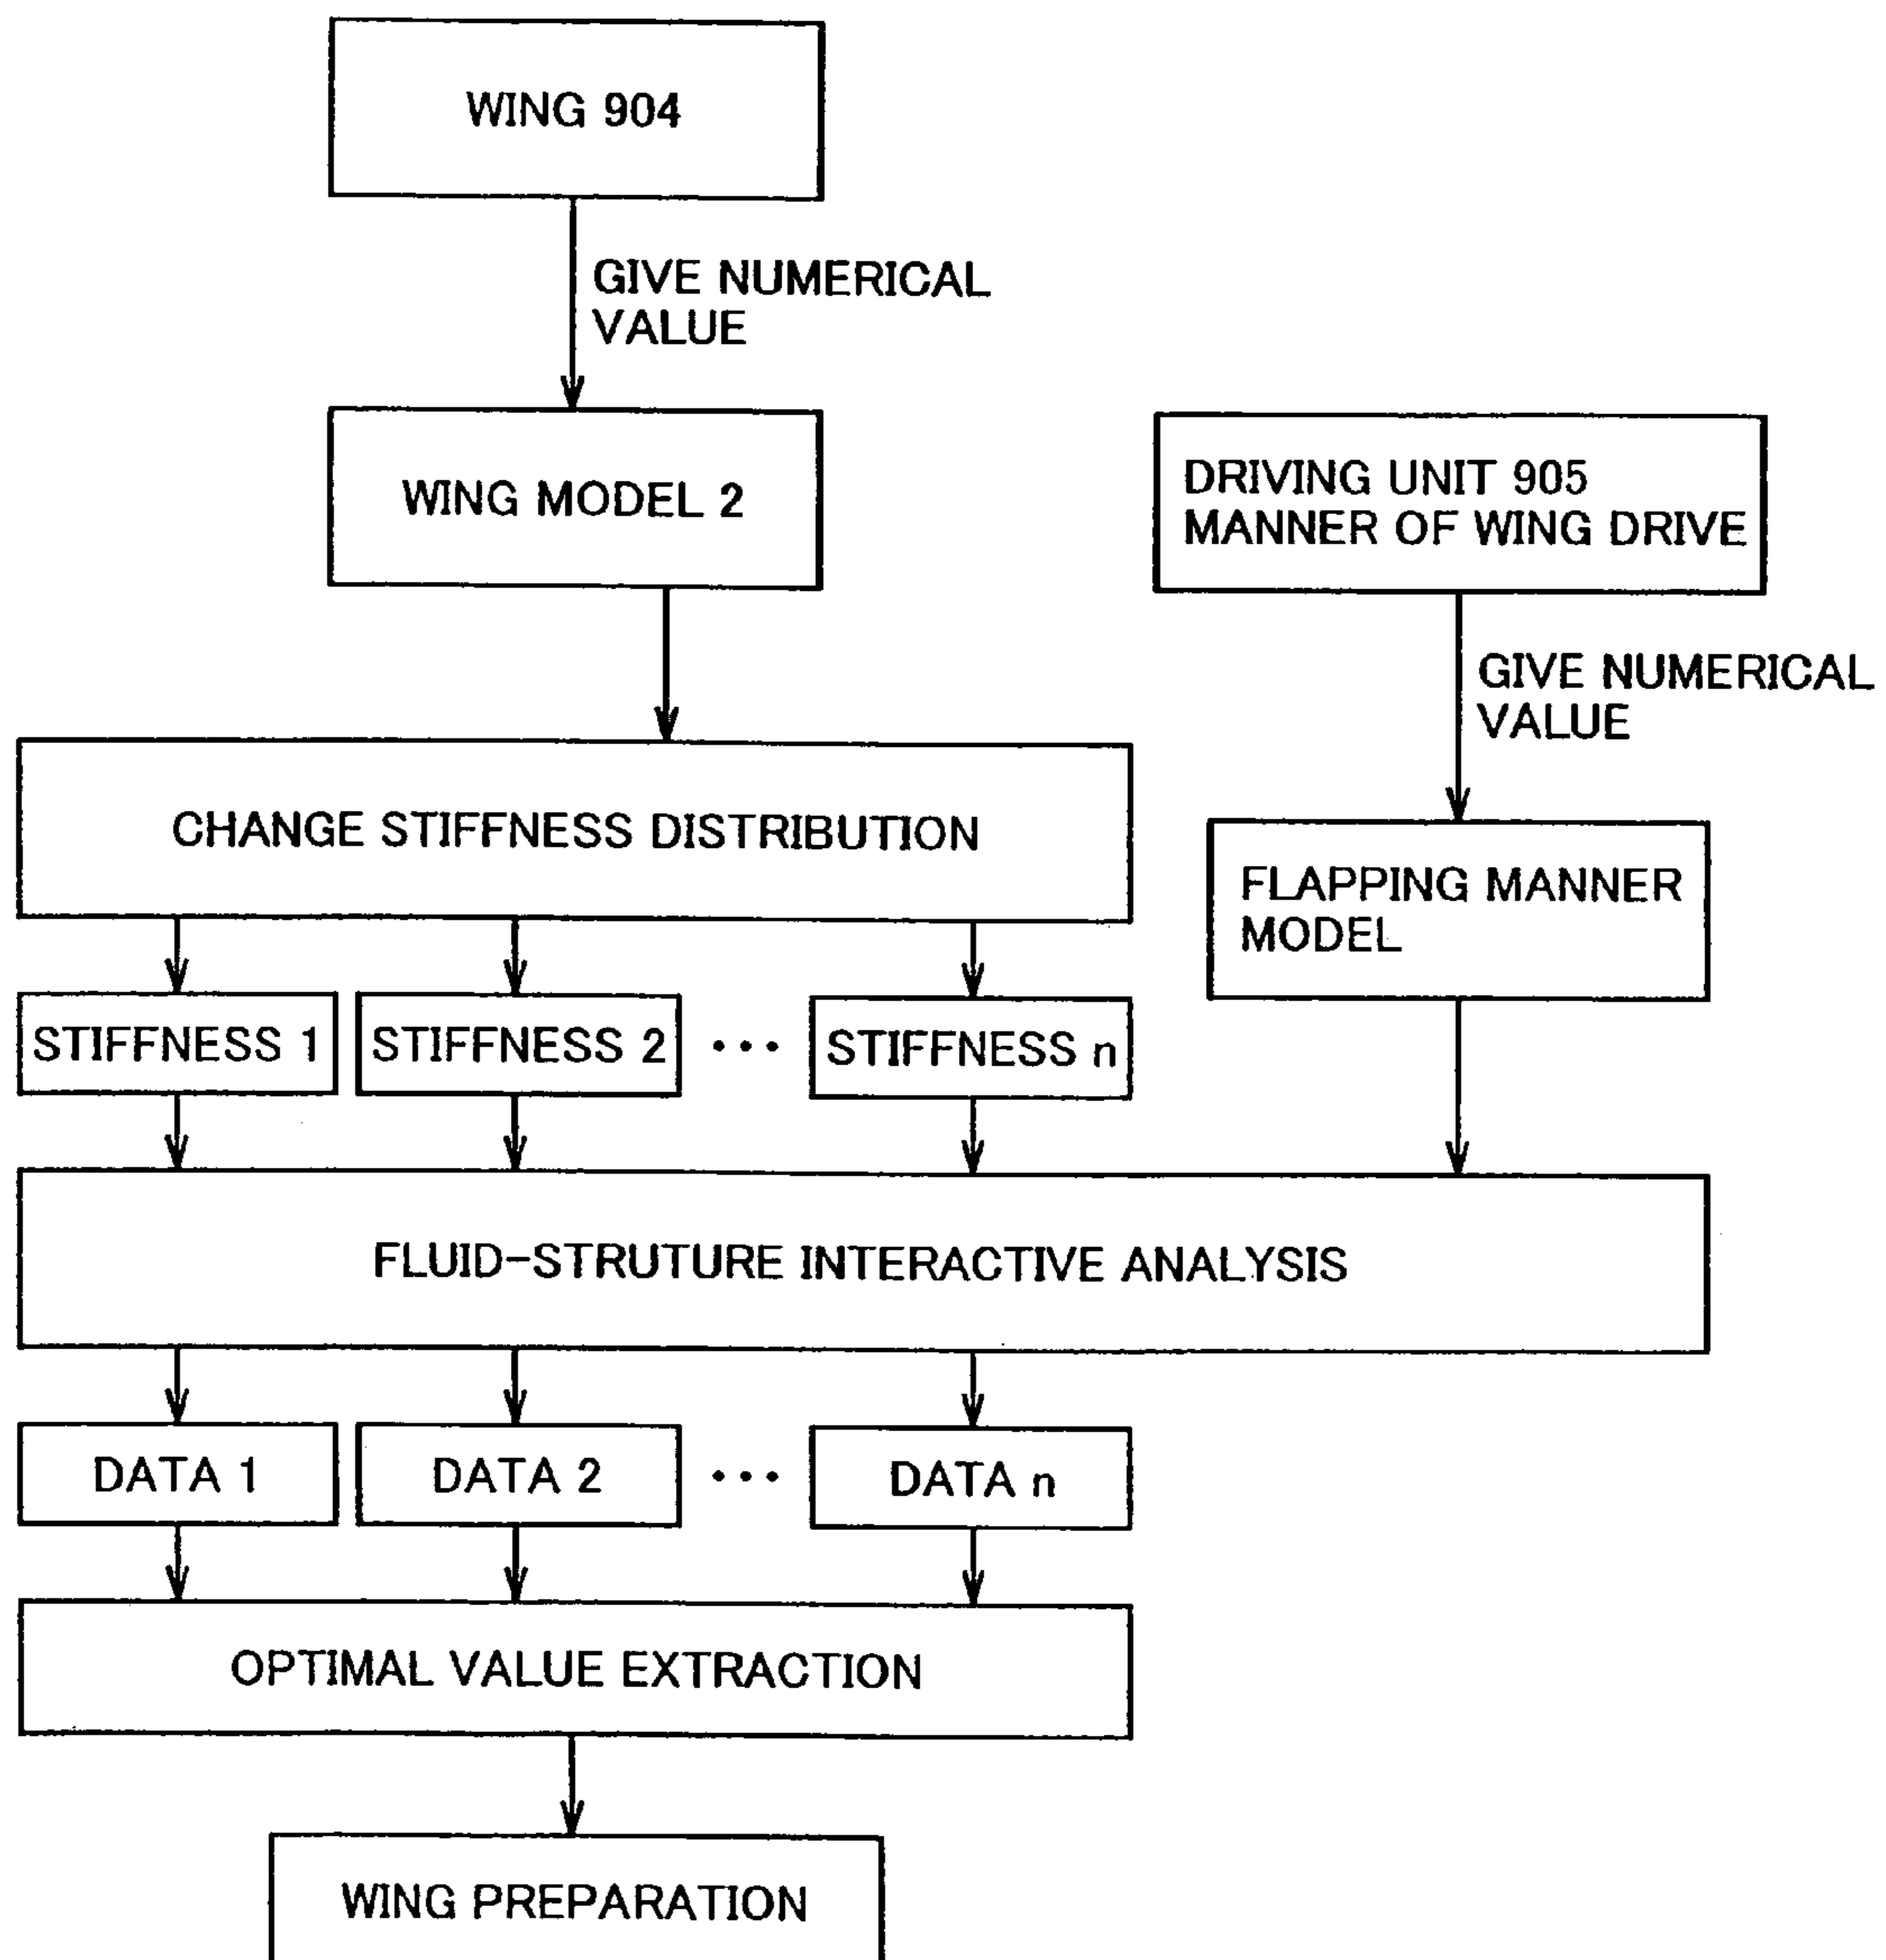 WING 904
GIVE NUMERICAL
VALUE
WING MODEL 2
DRIVING UNIT 905
MANNER OF WING DRIVE
GIVE NUMERICAL
VALUE
CHANGE STIFFNESS DISTRIBUTION
FLAPPING MANNER
MODEL
STIFFNESS 1
STIFFNESS 2
•••
STIFFNESS n
FLUID-STRUTURE INTERACTIVE ANALYSIS
DATA 1
DATA 2
•••
DATA n
OPTIMAL VALUE EXTRACTION
WING PREPARATION